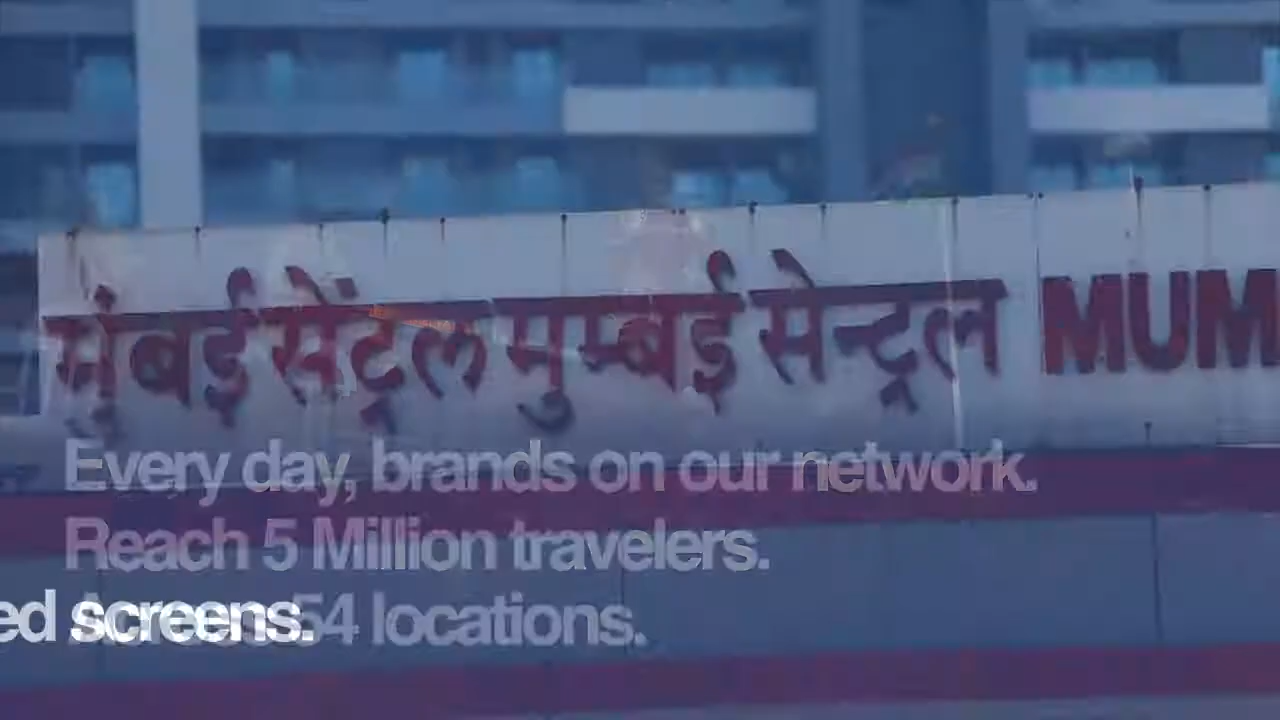 मुंबई सेंट्रल मुम्बई सेन्ट्रल MUM
Every day, brands on our network.
Reach 5 Million travelers.
ed screens.
54 locations.